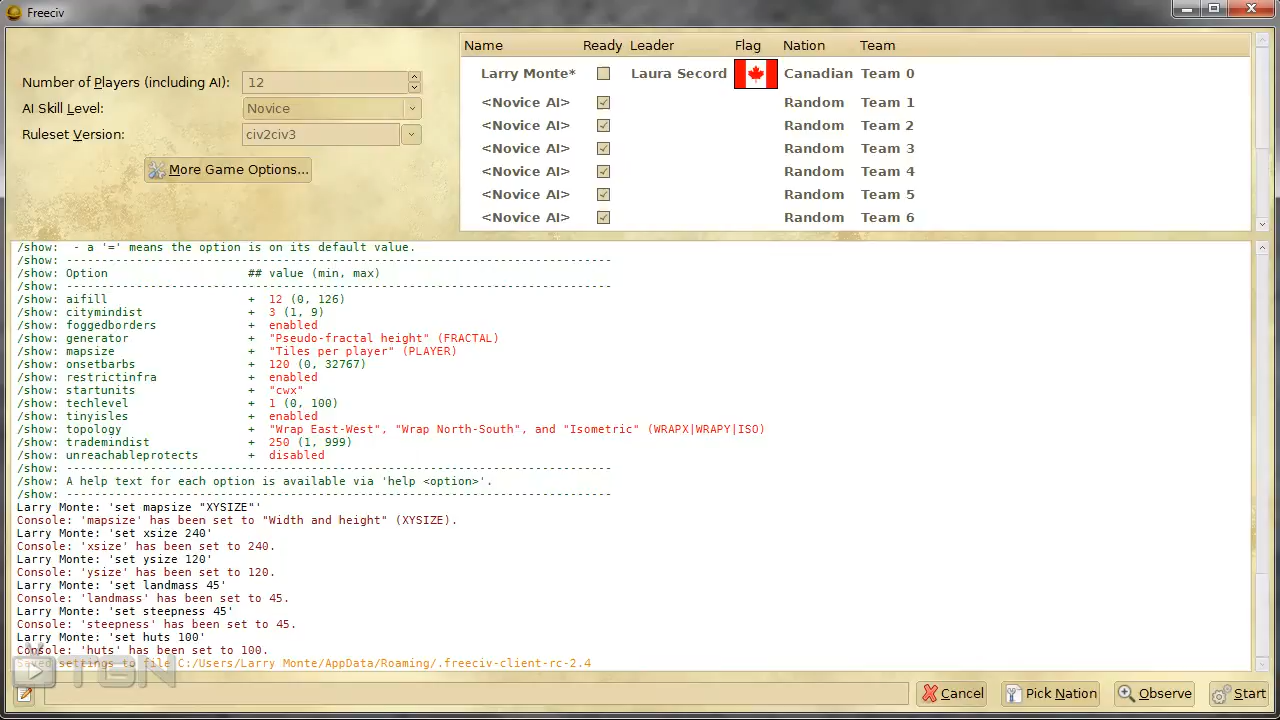 Freeciv
Number of Players (including AI): 12
AI Skill Level: Novice
Ruleset Version: civ2civ3
More Game Options...
Name Ready Leader Flag Nation Team
Larry Monte* Laura Secord Canadian Team 0
<Novice AI> Random Team 1
<Novice AI> Random Team 2
<Novice AI> Random Team 3
<Novice AI> Random Team 4
<Novice AI> Random Team 5
<Novice AI> Random Team 6
/show:  - a '=' means the option is on its default value.
/show: -----------------------------------------------------------------------------
/show: Option ## value (min, max)
/show: -----------------------------------------------------------------------------
/show: aifill + 12 (0, 126)
/show: citymindist + 3 (1, 9)
/show: foggedborders + enabled
/show: generator + "Pseudo-fractal height" (FRACTAL)
/show: mapsize + "Tiles per player" (PLAYER)
/show: onsetbarbs + 120 (0, 32767)
/show: restrictinfra + enabled
/show: startunits + "cwx"
/show: techlevel + 1 (0, 100)
/show: tinyisles + enabled
/show: topology + "Wrap East-West", "Wrap North-South", and "Isometric" (WRAPX|WRAPY|ISO)
/show: trademindist + 250 (1, 999)
/show: unreachableprotects + disabled
/show: -----------------------------------------------------------------------------
/show: A help text for each option is available via 'help <option>'.
/show: -----------------------------------------------------------------------------
Larry Monte: 'set mapsize "XYSIZE"'
Console: 'mapsize' has been set to "Width and height" (XYSIZE).
Larry Monte: 'set xsize 240'
Console: 'xsize' has been set to 240.
Larry Monte: 'set ysize 120'
Console: 'ysize' has been set to 120.
Larry Monte: 'set landmass 45'
Console: 'landmass' has been set to 45.
Larry Monte: 'set steepness 45'
Console: 'steepness' has been set to 45.
Larry Monte: 'set huts 100'
Console: 'huts' has been set to 100.
Saved settings to file C:/Users/Larry Monte/AppData/Roaming/.freeciv-client-rc-2.4
TGN
Cancel Pick Nation Observe Start